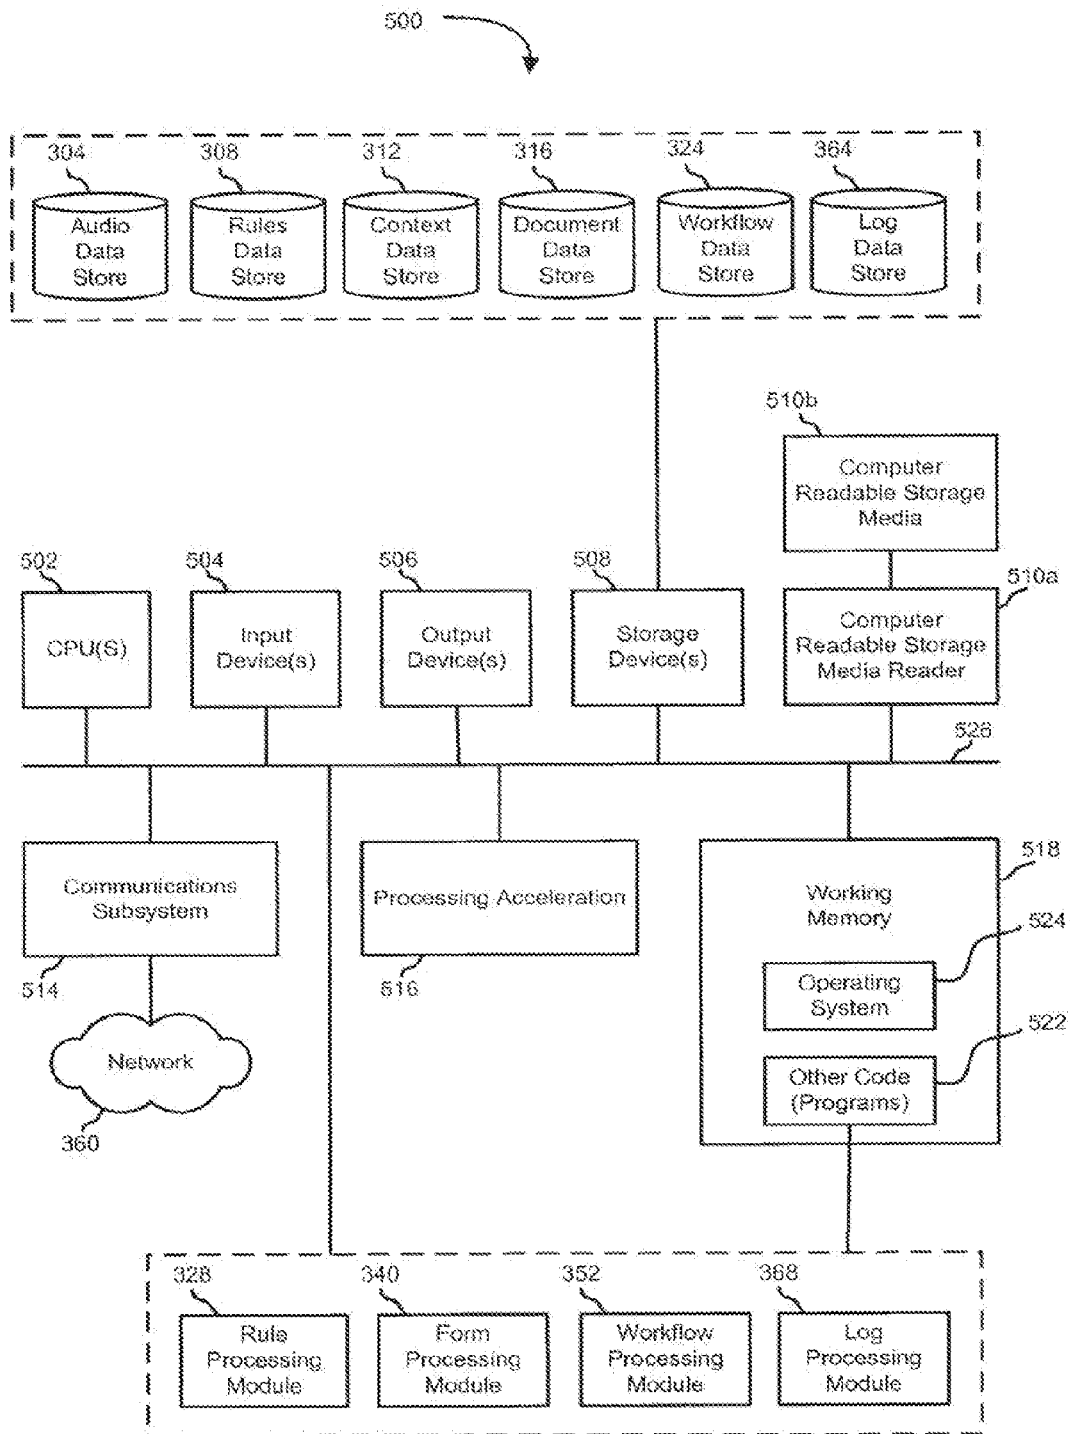 500
304
308
312
316
324
364
Audio
Data
Store
Rules
Data
Store
Context
Data
Store
Document
Data
Store
Workflow
Data
Store
Log
Data
Store
510b
Computer
Readable Storage
Media
502
504
506
508
510a
CPU(S)
Input
Device(s)
Output
Device(s)
Storage
Device(s)
Computer
Readable Storage
Media Reader
526
518
Communications
Subsystem
Processing Acceleration
Working
Memory
524
514
516
Operating
System
522
Network
Other Code
(Programs)
360
328
340
352
368
Rule
Processing
Module
Form
Processing
Module
Workflow
Processing
Module
Log
Processing
Module